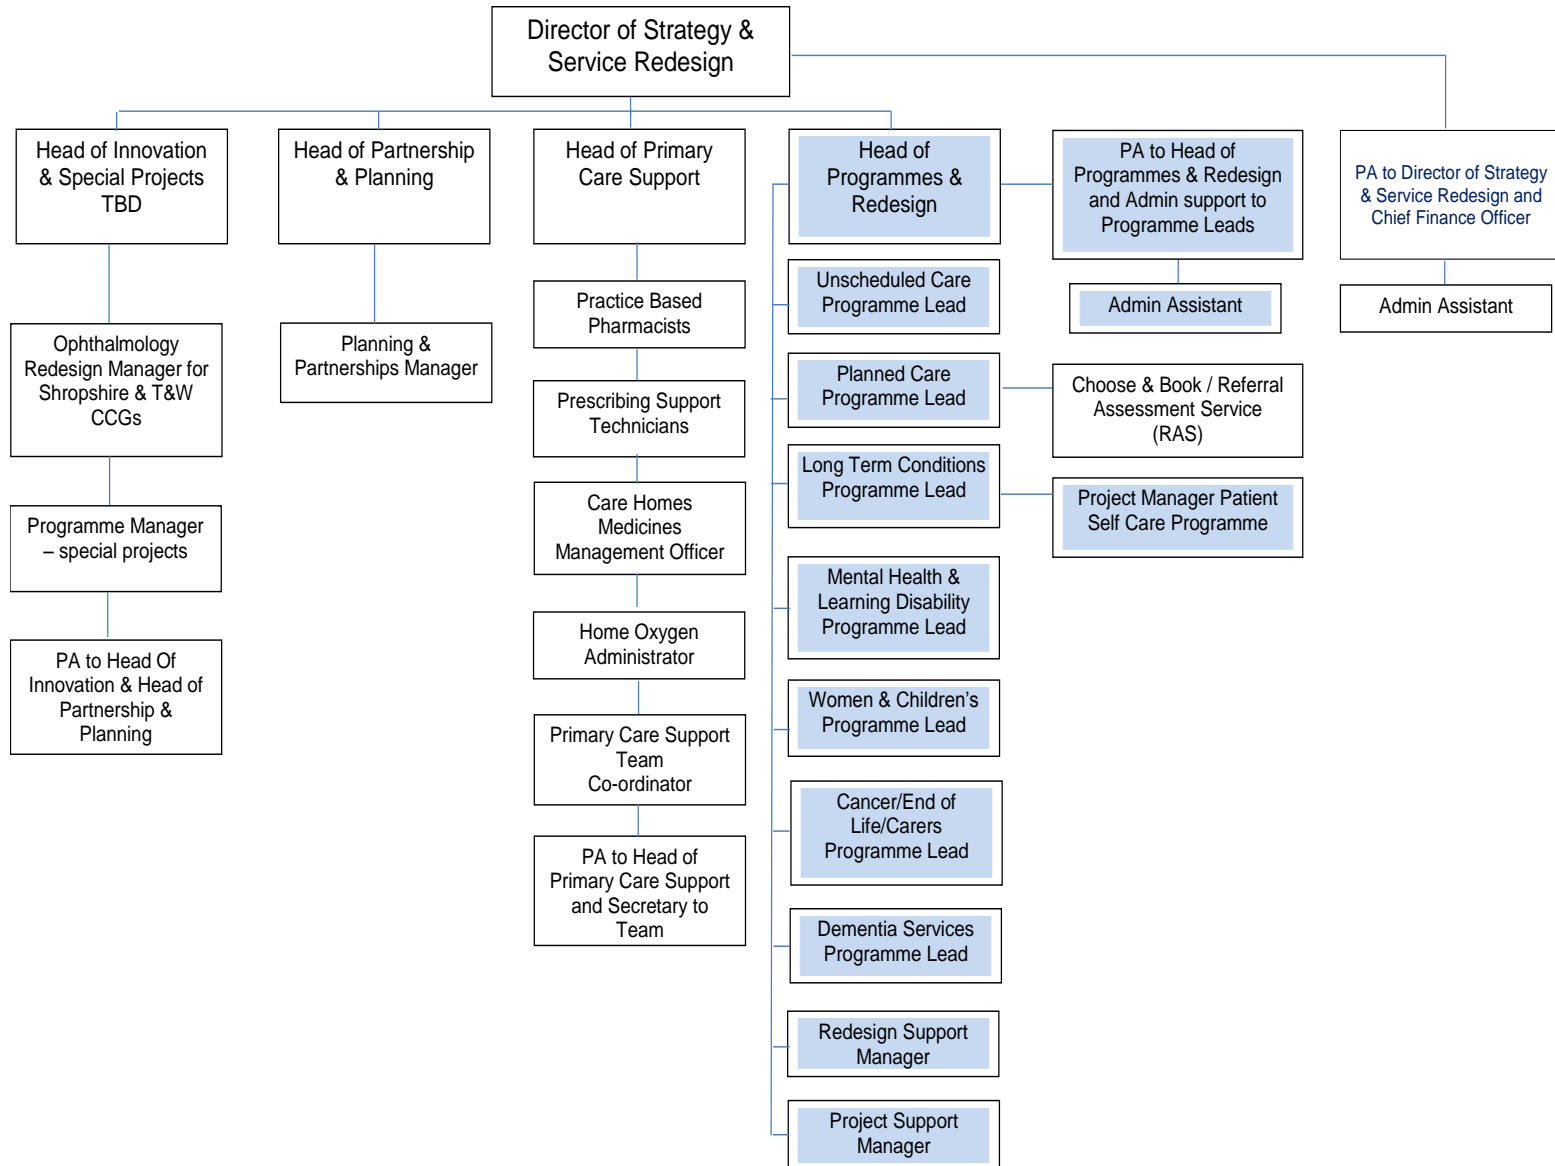 Director of Strategy &
Service Redesign
Head of Innovation
& Special Projects
TBD
Head of Partnership
& Planning
Head of Primary
Care Support
Head of
Programmes &
Redesign
PA to Head of
Programmes & Redesign
and Admin support to
Programme Leads
PA to Director of Strategy
& Service Redesign and
Chief Finance Officer
Ophthalmology
Redesign Manager for
Shropshire & T&W
CCGs
Programme Manager
– special projects
PA to Head Of
Innovation & Head of
Partnership &
Planning
Planning &
Partnerships Manager
Practice Based
Pharmacists
Prescribing Support
Technicians
Care Homes
Medicines
Management Officer
Home Oxygen
Administrator
Primary Care Support
Team
Co-ordinator
PA to Head of
Primary Care Support
and Secretary to
Team
Unscheduled Care
Programme Lead
Planned Care
Programme Lead
Long Term Conditions
Programme Lead
Mental Health &
Learning Disability
Programme Lead
Women & Children’s
Programme Lead
Cancer/End of
Life/Carers
Programme Lead
Dementia Services
Programme Lead
Redesign Support
Manager
Project Support
Manager
Admin Assistant
Choose & Book / Referral
Assessment Service
(RAS)
Project Manager Patient
Self Care Programme
Admin Assistant